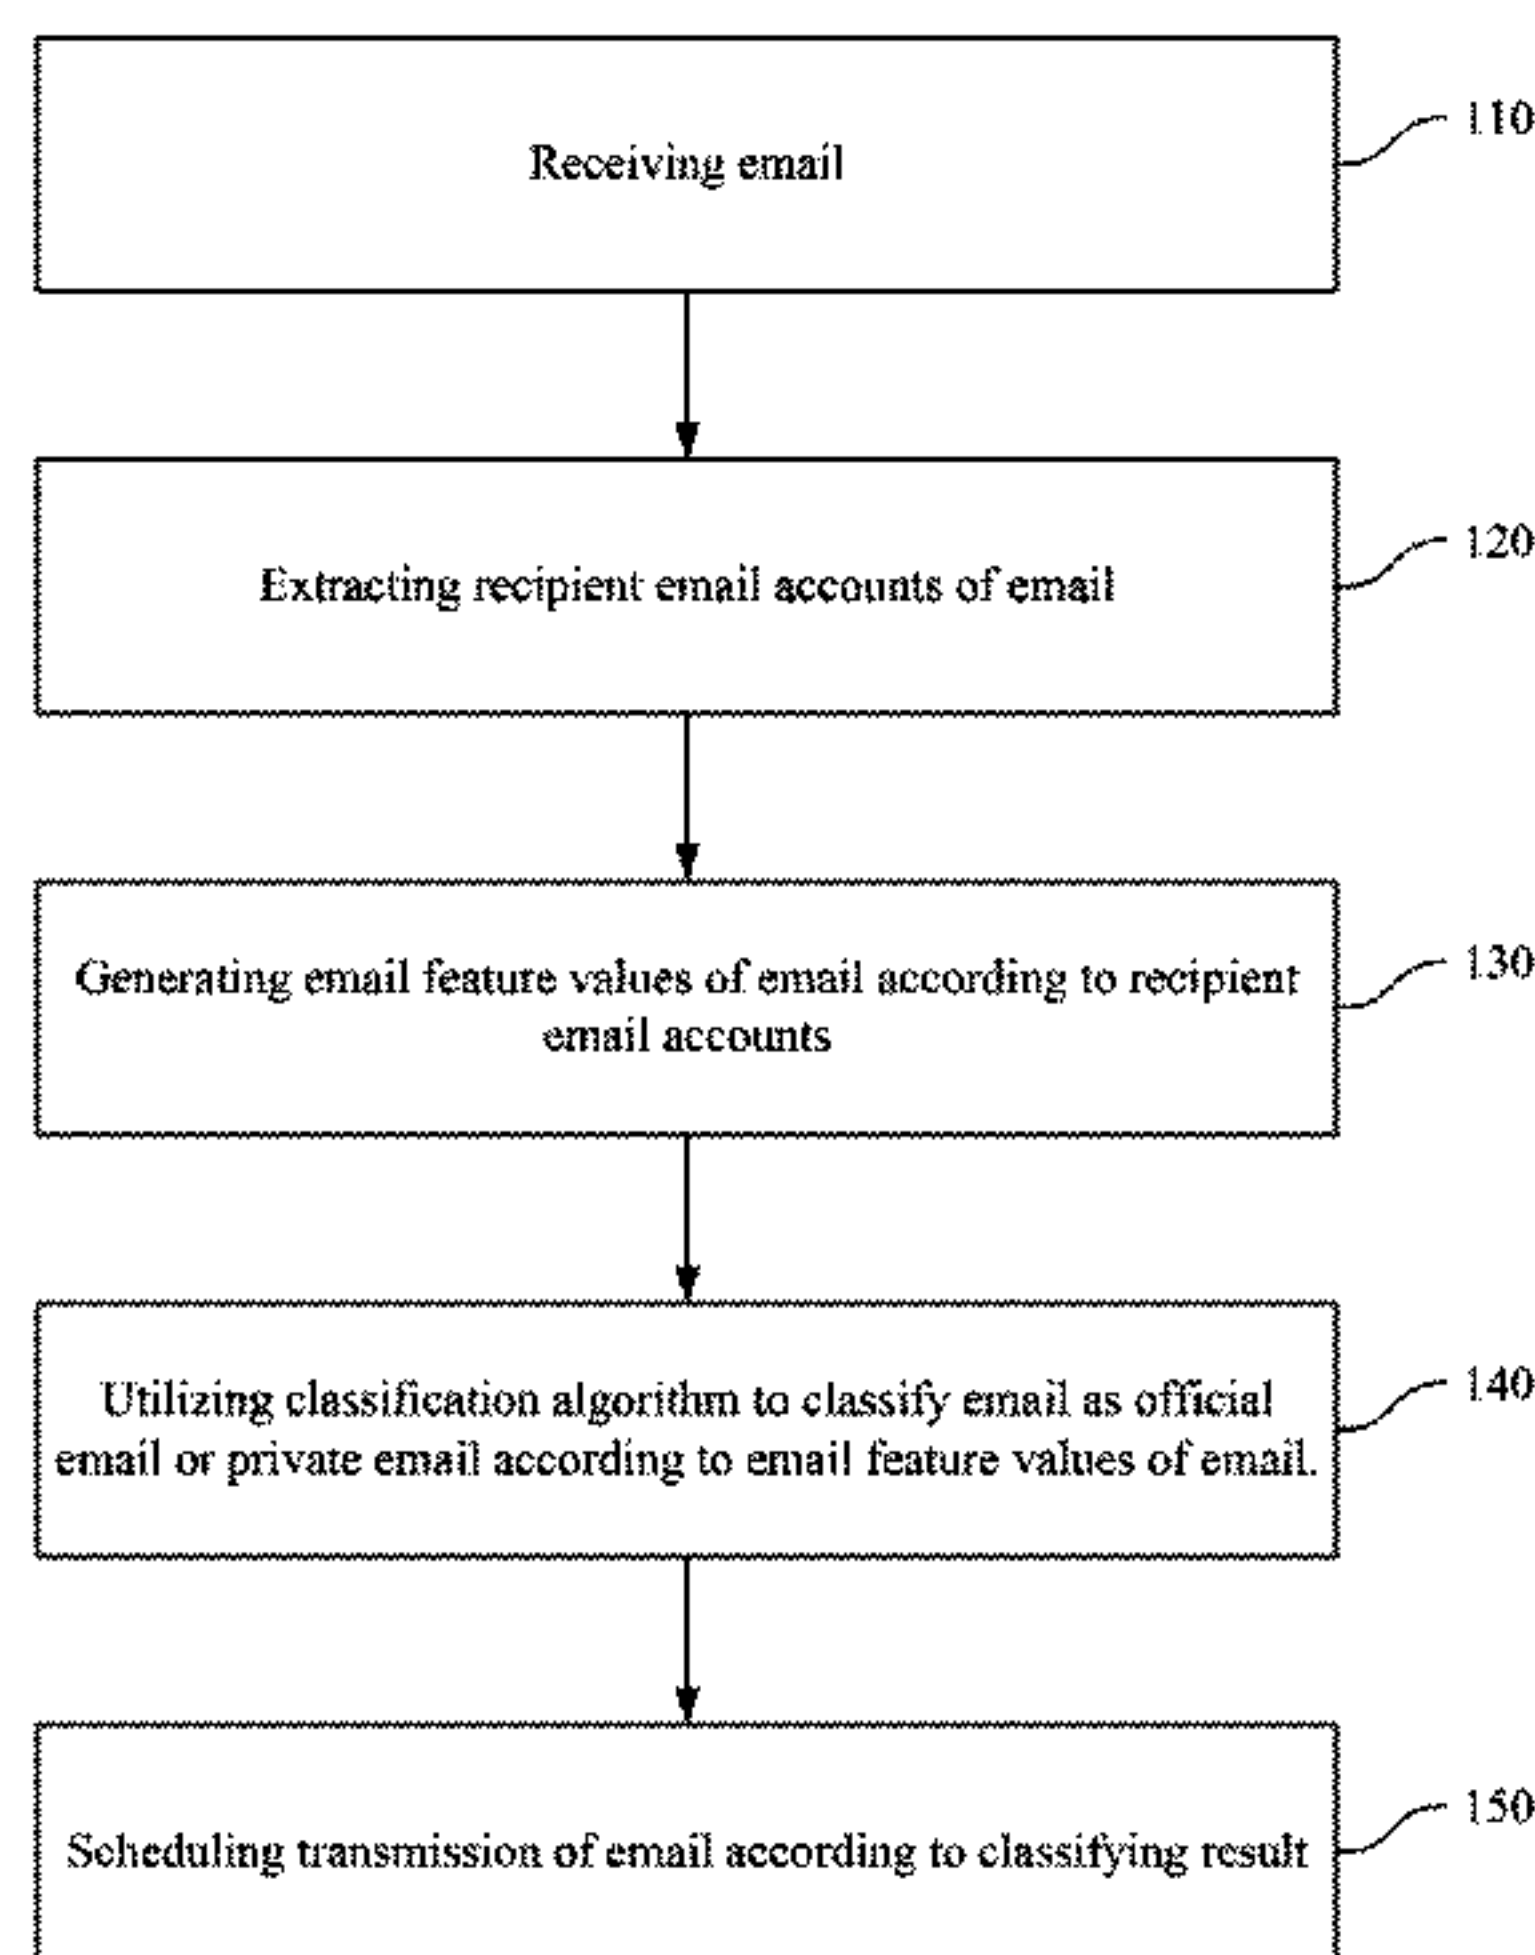 Receiving email
110
Extracting recipient email accounts of email
120
Generating email feature values of email according to recipient
email accounts
130
Utilizing classification algorithm to classify email as official
email or private email according to email feature values of email.
140
Scheduling transmission of email according to classifying result
150